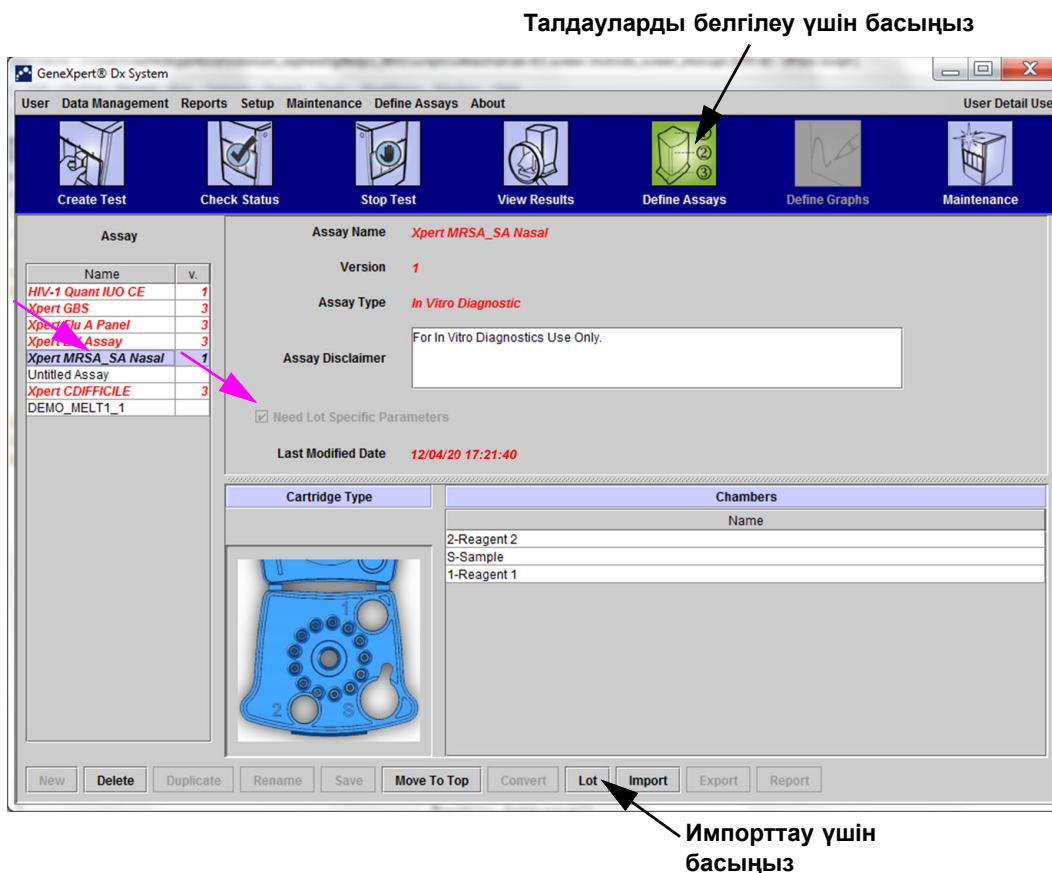 Талдауларды белгілеу үшін басыңыз
GeneXpert® Dx System
User Data Management Reports Setup Maintenance Define Assays About User Detail Use
Create Test Check Status Stop Test View Results Define Assays Define Graphs Maintenance
Assay
Name v.
HIV-1 Quant IUO CE 1
Xpert GBS 3
Xpert Flu A Panel 3
Xpert Assay 3
Xpert MRSA_SA Nasal 1
Untitled Assay
Xpert CDIFFICILE 3
DEMO_MELT1_1
Assay Name Xpert MRSA_SA Nasal
Version 1
Assay Type In Vitro Diagnostic
Assay Disclaimer For In Vitro Diagnostics Use Only.
Need Lot Specific Parameters
Last Modified Date 12/04/20 17:21:40
Cartridge Type
1
2 S
Chambers
Name
2-Reagent 2
S-Sample
1-Reagent 1
New Delete Duplicate Rename Save Move To Top Convert Lot Import Export Report
Импорттау үшін
басыңыз